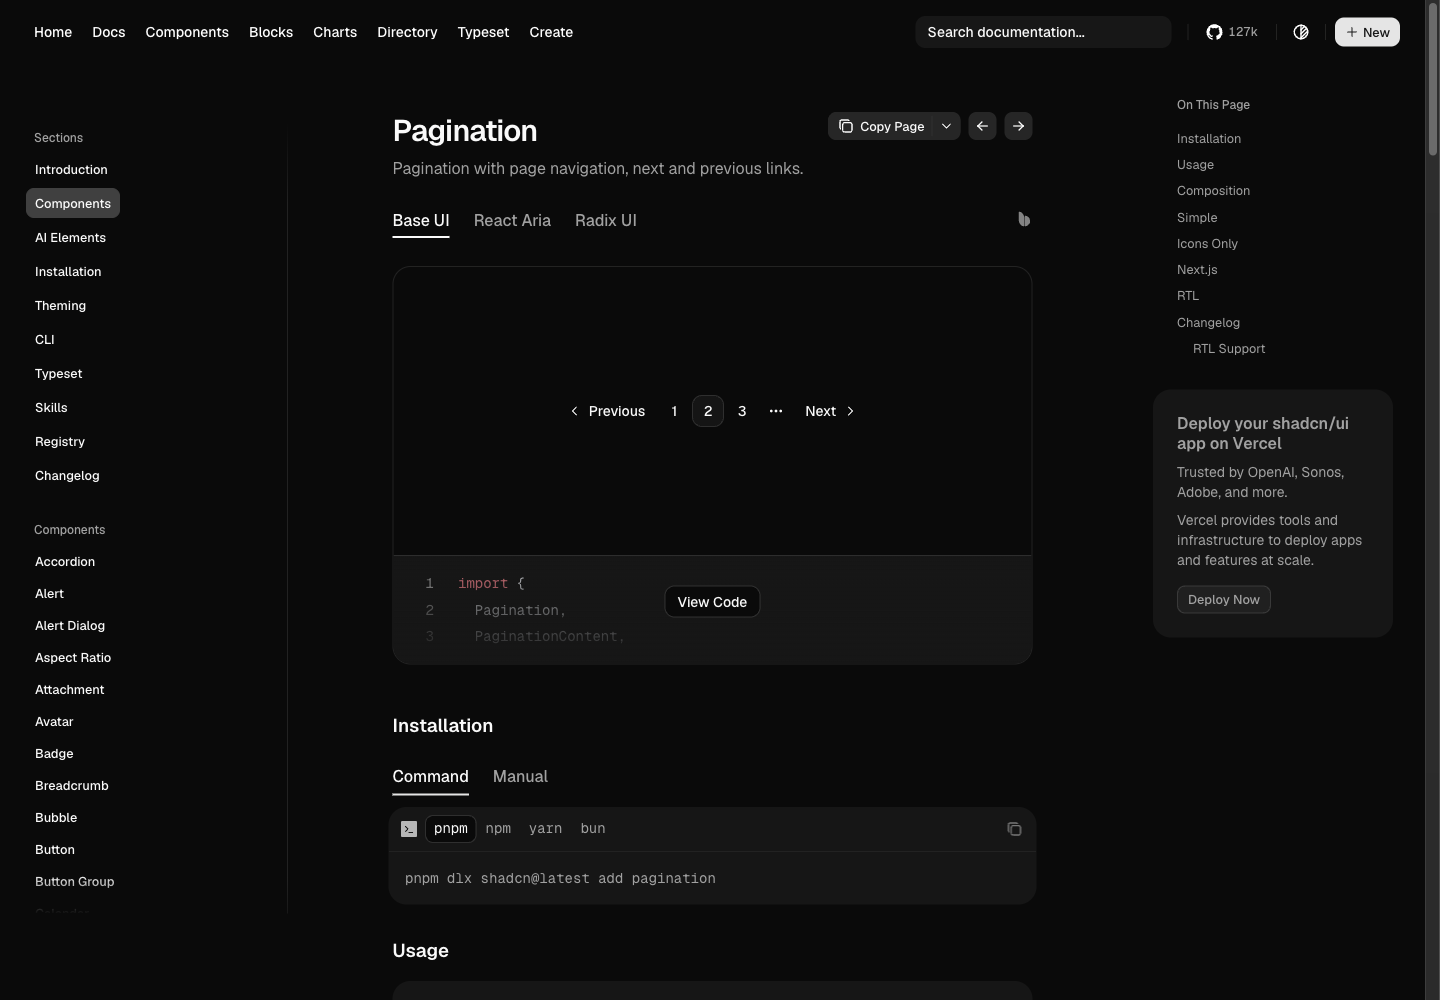 Home Docs Components Blocks Charts Directory Typeset Create
Search documentation...
127k
New
Sections
Introduction
Components
AI Elements
Installation
Theming
CLI
Typeset
Skills
Registry
Changelog
Components
Accordion
Alert
Alert Dialog
Aspect Ratio
Attachment
Avatar
Badge
Breadcrumb
Bubble
Button
Button Group
Pagination
Copy Page
Pagination with page navigation, next and previous links.
Base UI React Aria Radix UI
Previous 1 2 3 ••• Next
1 import {
2 Pagination,
3 PaginationContent,
View Code
Installation
Command Manual
pnpm npm yarn bun
pnpm dlx shadcn@latest add pagination
Usage
On This Page
Installation
Usage
Composition
Simple
Icons Only
Next.js
RTL
Changelog
RTL Support
Deploy your shadcn/ui
app on Vercel
Trusted by OpenAI, Sonos,
Adobe, and more.
Vercel provides tools and
infrastructure to deploy apps
and features at scale.
Deploy Now